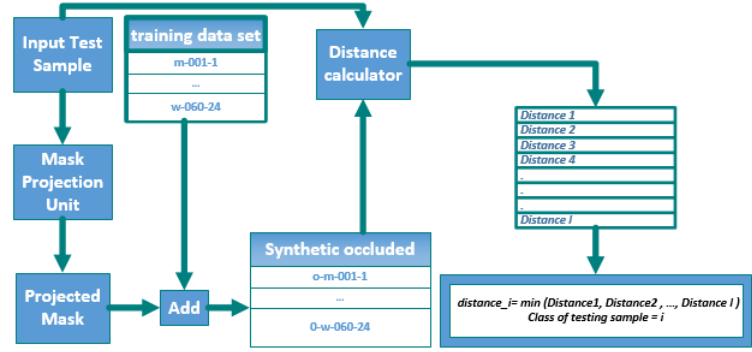 Input Test
Sample
training data set
m-001-1
...
w-060-24
Distance
calculator
Distance 1
Distance 2
Distance 3
Distance 4
.
.
.
Distance l
Mask
Projection
Unit
Projected
Mask
Add
Synthetic occluded
o-m-001-1
...
0-w-060-24
distance_i= min (Distance1, Distance2 , ..., Distance l )
Class of testing sample = i